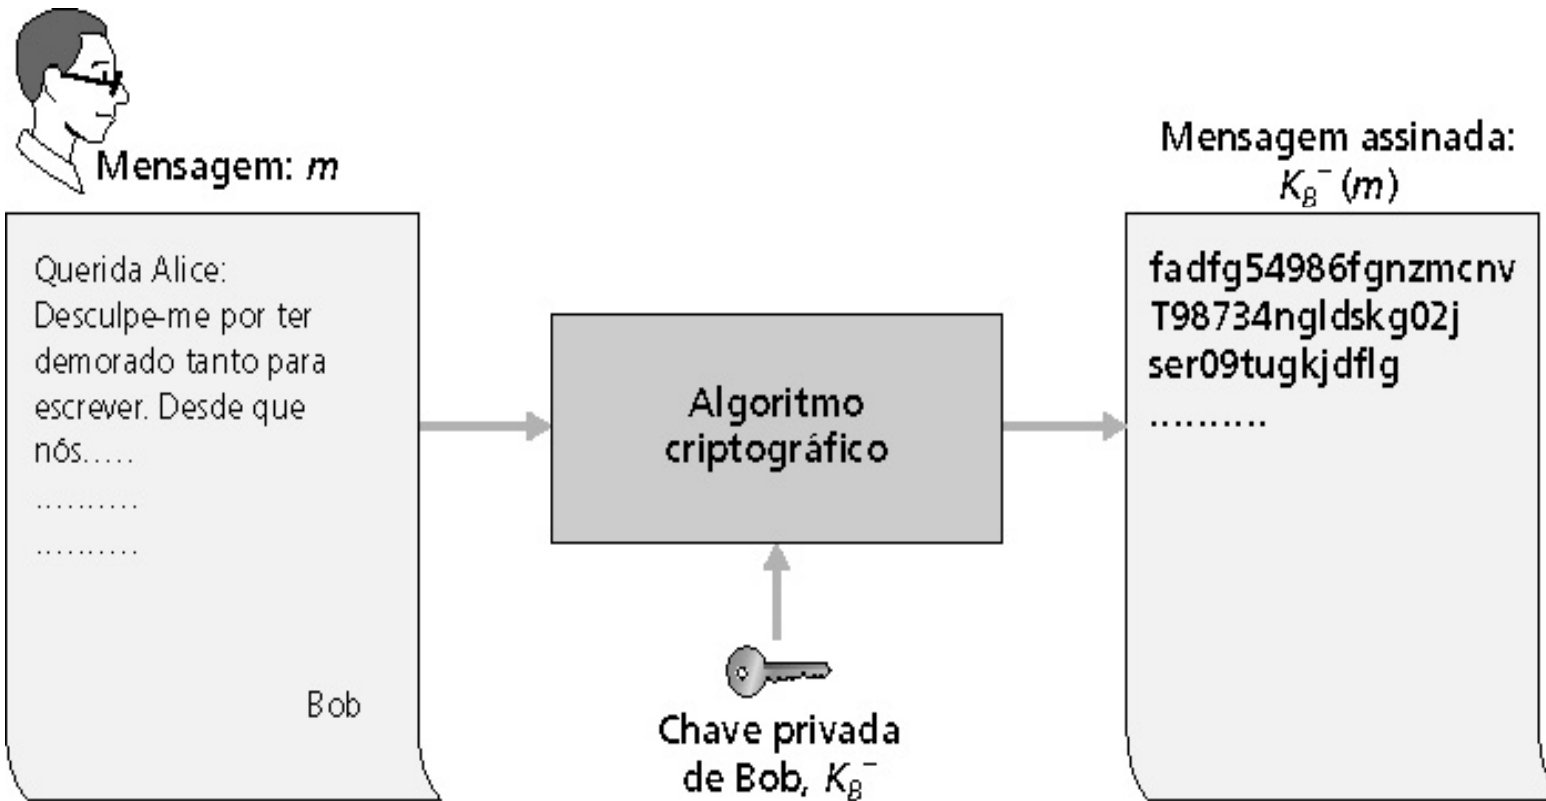 Mensagem: m
Querida Alice:
Desculpe-me por ter
demorado tanto para
escrever. Desde que
nós.....
..........
..........
Bob
Algoritmo
criptográfico
Chave privada
de Bob, K_B⁻
Mensagem assinada:
K_B⁻ (m)
fadfg54986fgnzmcnv
T98734ngldskg02j
ser09tugkjdflg
..........